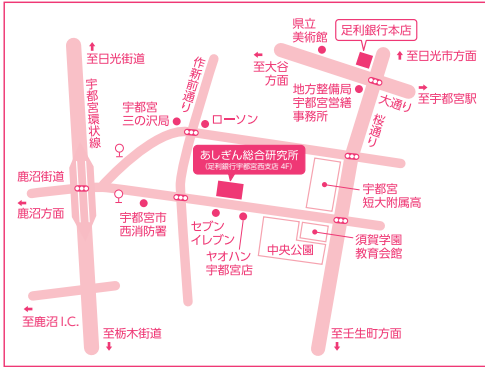 県立
美術館
足利銀行本店
至日光街道
作新前通り
至大谷
方面
至日光市方面
宇都宮環状線
地方整備局
宇都宮営繕
事務所
大通り
至宇都宮駅
桜通り
宇都宮
三の沢局
ローソン
あしぎん総合研究所
(足利銀行宇都宮西支店 4F)
鹿沼街道
鹿沼方面
宇都宮
短大附属高
宇都宮市
西消防署
セブン
イレブン
ヤオハン
宇都宮店
中央公園
須賀学園
教育会館
至鹿沼 I.C.
至栃木街道
至壬生町方面